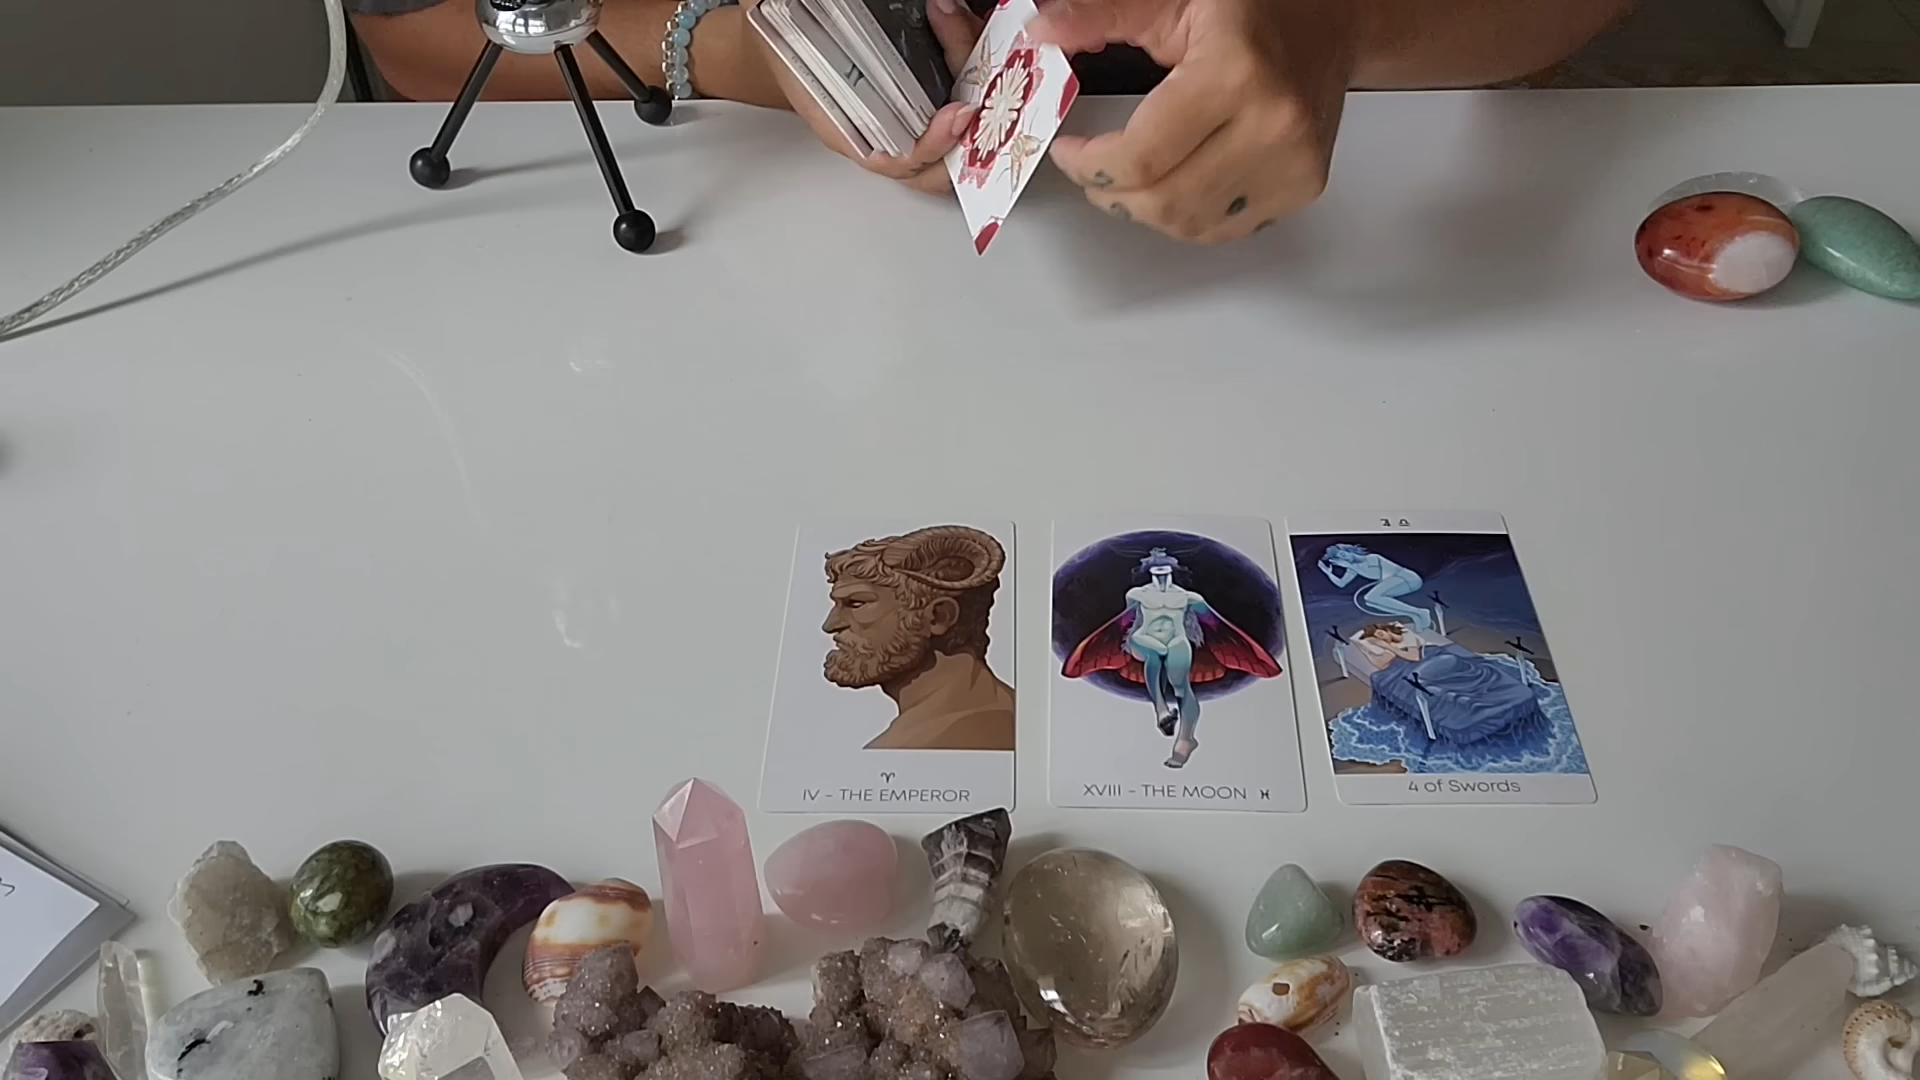 ♈
IV - THE EMPEROR
XVIII - THE MOON ♓
4 of Swords